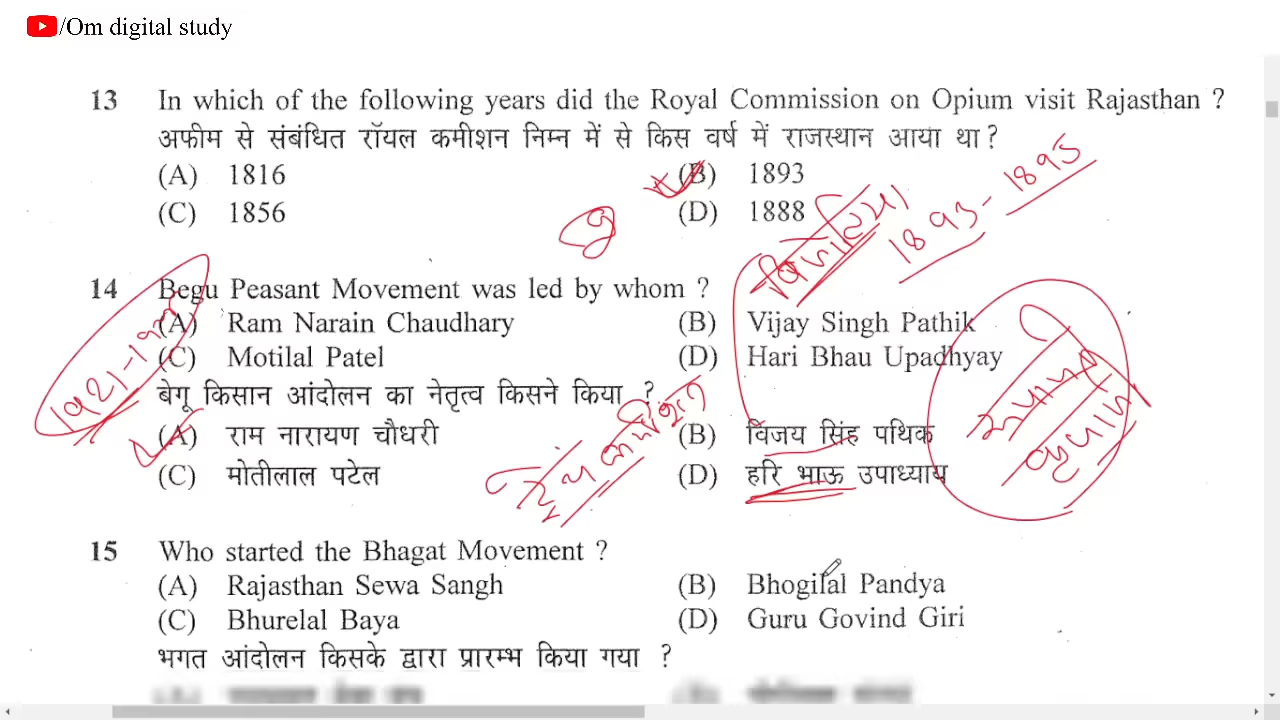 /Om digital study
13 In which of the following years did the Royal Commission on Opium visit Rajasthan ?
अफीम से संबंधित रॉयल कमीशन निम्न में से किस वर्ष में राजस्थान आया था ?
(A) 1816 (B) 1893
(C) 1856 (D) 1888
1893 - 1895
14 Begu Peasant Movement was led by whom ?
(A) Ram Narain Chaudhary (B) Vijay Singh Pathik
(C) Motilal Patel (D) Hari Bhau Upadhyay
बेगू किसान आंदोलन का नेतृत्व किसने किया ?
(A) राम नारायण चौधरी (B) विजय सिंह पथिक
(C) मोतीलाल पटेल (D) हरि भाऊ उपाध्याय
15 Who started the Bhagat Movement ?
(A) Rajasthan Sewa Sangh (B) Bhogilal Pandya
(C) Bhurelal Baya (D) Guru Govind Giri
भगत आंदोलन किसके द्वारा प्रारम्भ किया गया ?